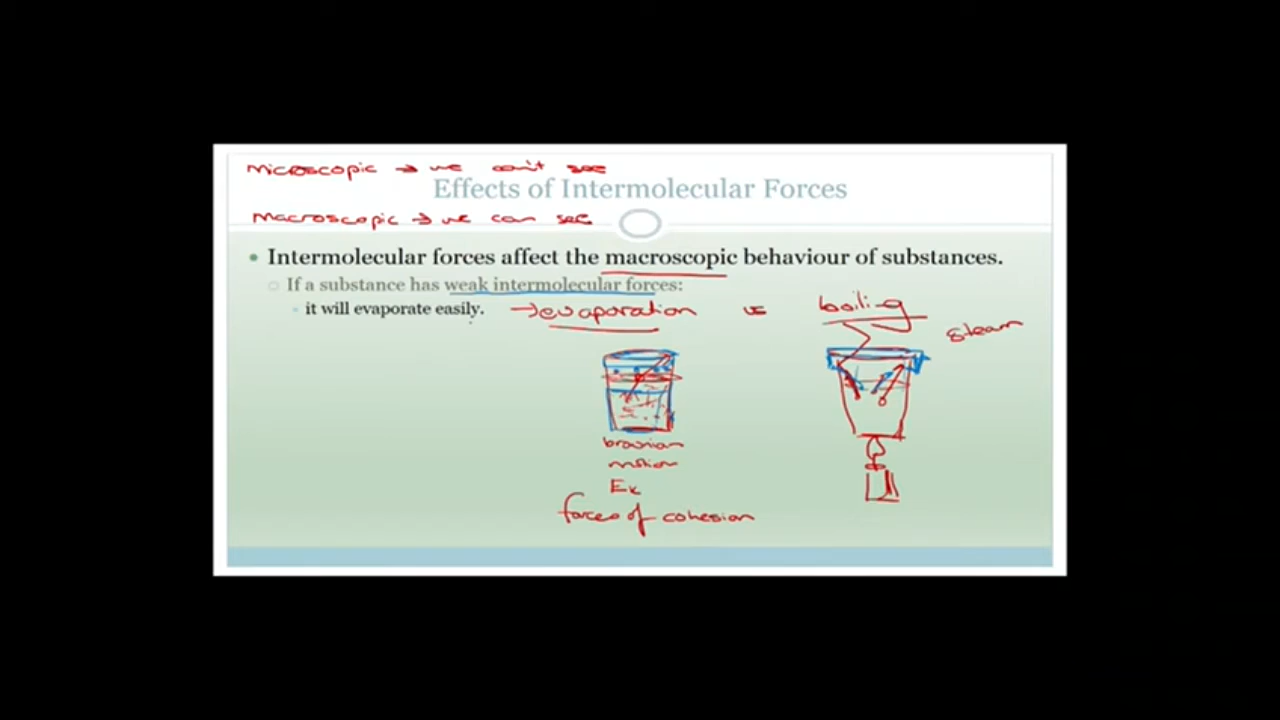 Microscopic → we can't see
Effects of Intermolecular Forces
Macroscopic → we can see
• Intermolecular forces affect the macroscopic behaviour of substances.
If a substance has weak intermolecular forces:
it will evaporate easily. → evaporation vs boiling
steam
brownian
motion
Ek
forces of cohesion